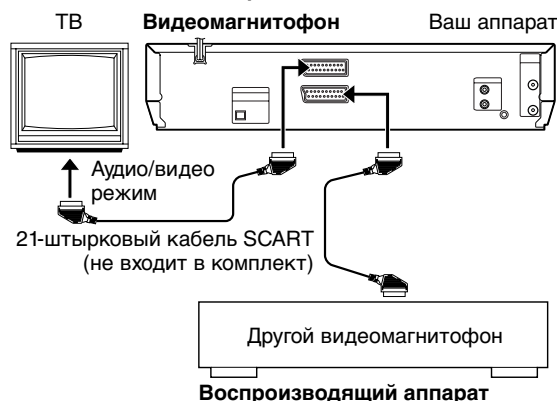 ТВ
Видеомагнитофон
Ваш аппарат
Аудио/видео
режим
21-штырковый кабель SCART
(не входит в комплект)
Другой видеомагнитофон
Воспроизводящий аппарат